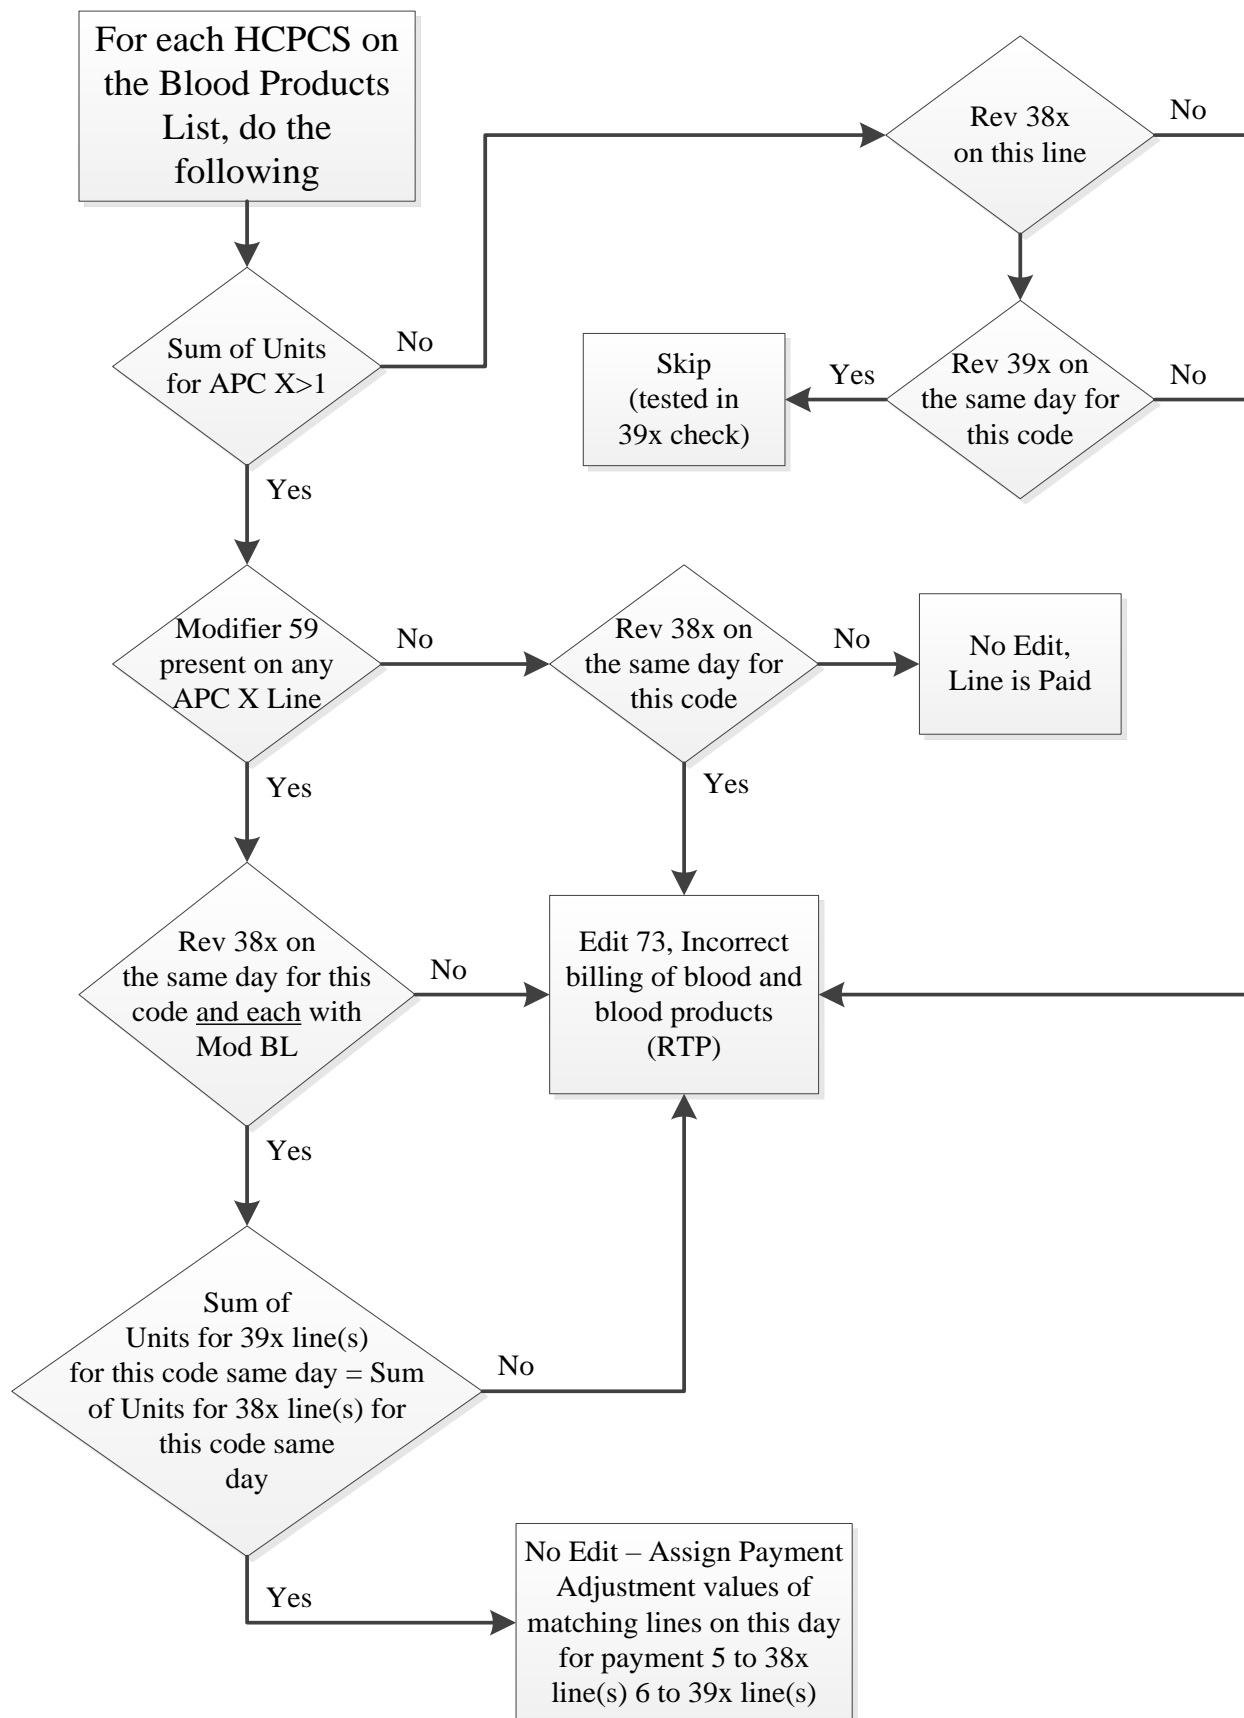 For each HCPCS on
the Blood Products
List, do the
following
Rev 38x
on this line
No
Sum of Units
for APC X>1
No
Yes
Skip
(tested in
39x check)
Yes
Rev 39x on
the same day for
this code
No
Modifier 59
present on any
APC X Line
No
Yes
Rev 38x on
the same day for
this code
No
Yes
No Edit,
Line is Paid
Rev 38x on
the same day for this
code and each with
Mod BL
No
Yes
Edit 73, Incorrect
billing of blood and
blood products
(RTP)
Sum of
Units for 39x line(s)
for this code same day = Sum
of Units for 38x line(s) for
this code same
day
No
Yes
No Edit – Assign Payment
Adjustment values of
matching lines on this day
for payment 5 to 38x
line(s) 6 to 39x line(s)